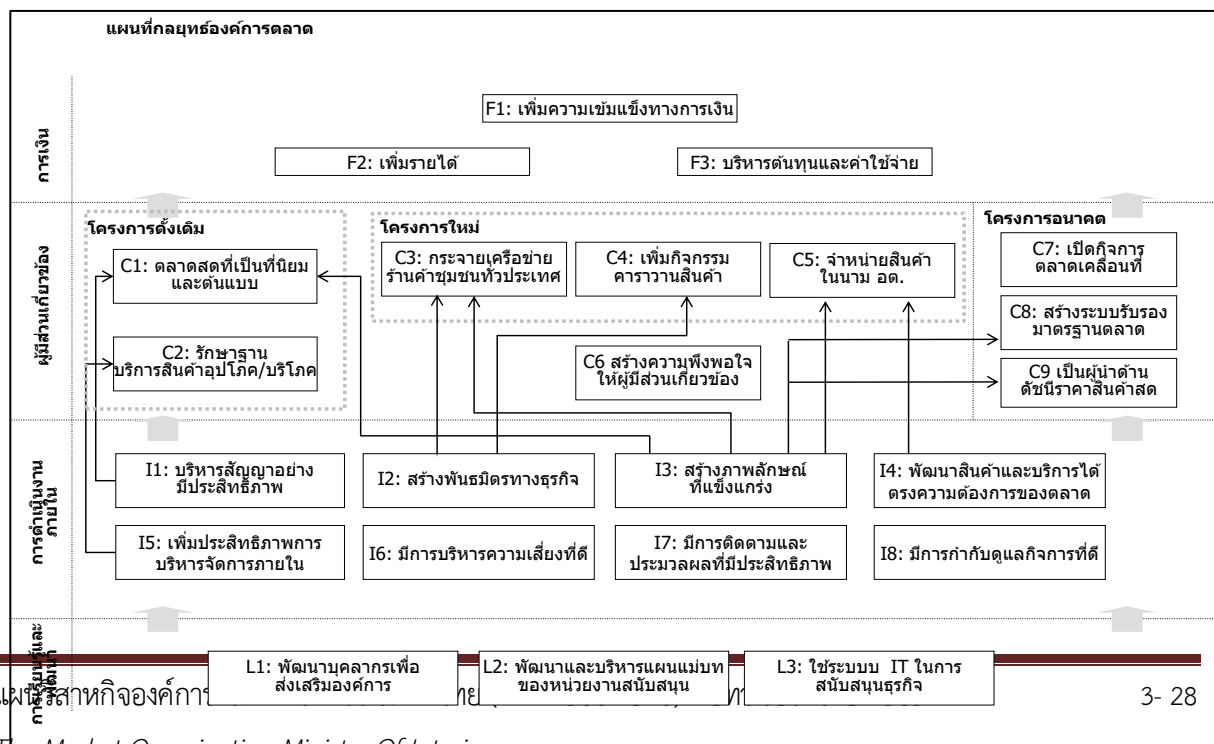 แผนที่กลยุทธ์องค์การตลาด
การเงิน
F1: เพิ่มความเข้มแข็งทางการเงิน
F2: เพิ่มรายได้
F3: บริหารต้นทุนและค่าใช้จ่าย
ผู้มีส่วนเกี่ยวข้อง
โครงการดั้งเดิม
C1: ตลาดสดที่เป็นที่นิยม
และต้นแบบ
C2: รักษาฐาน
บริการสินค้าอุปโภค/บริโภค
โครงการใหม่
C3: กระจายเครือข่าย
ร้านค้าชุมชนทั่วประเทศ
C4: เพิ่มกิจกรรม
คาราวานสินค้า
C5: จำหน่ายสินค้า
ในนาม อต.
C6 สร้างความพึงพอใจ
ให้ผู้มีส่วนเกี่ยวข้อง
โครงการอนาคต
C7: เปิดกิจการ
ตลาดเคลื่อนที่
C8: สร้างระบบรับรอง
มาตรฐานตลาด
C9 เป็นผู้นำด้าน
ดัชนีราคาสินค้าสด
การดำเนินงาน
ภายใน
I1: บริหารสัญญาอย่าง
มีประสิทธิภาพ
I2: สร้างพันธมิตรทางธุรกิจ
I3: สร้างภาพลักษณ์
ที่แข็งแกร่ง
I4: พัฒนาสินค้าและบริการได้
ตรงความต้องการของตลาด
I5: เพิ่มประสิทธิภาพการ
บริหารจัดการภายใน
I6: มีการบริหารความเสี่ยงที่ดี
I7: มีการติดตามและ
ประมวลผลที่มีประสิทธิภาพ
I8: มีการกำกับดูแลกิจการที่ดี
การเรียนรู้และ
พัฒนา
L1: พัฒนาบุคลากรเพื่อ
ส่งเสริมองค์การ
L2: พัฒนาและบริหารแผนแม่บท
ของหน่วยงานสนับสนุน
L3: ใช้ระบบบ IT ในการ
สนับสนุนธุรกิจ
3- 28